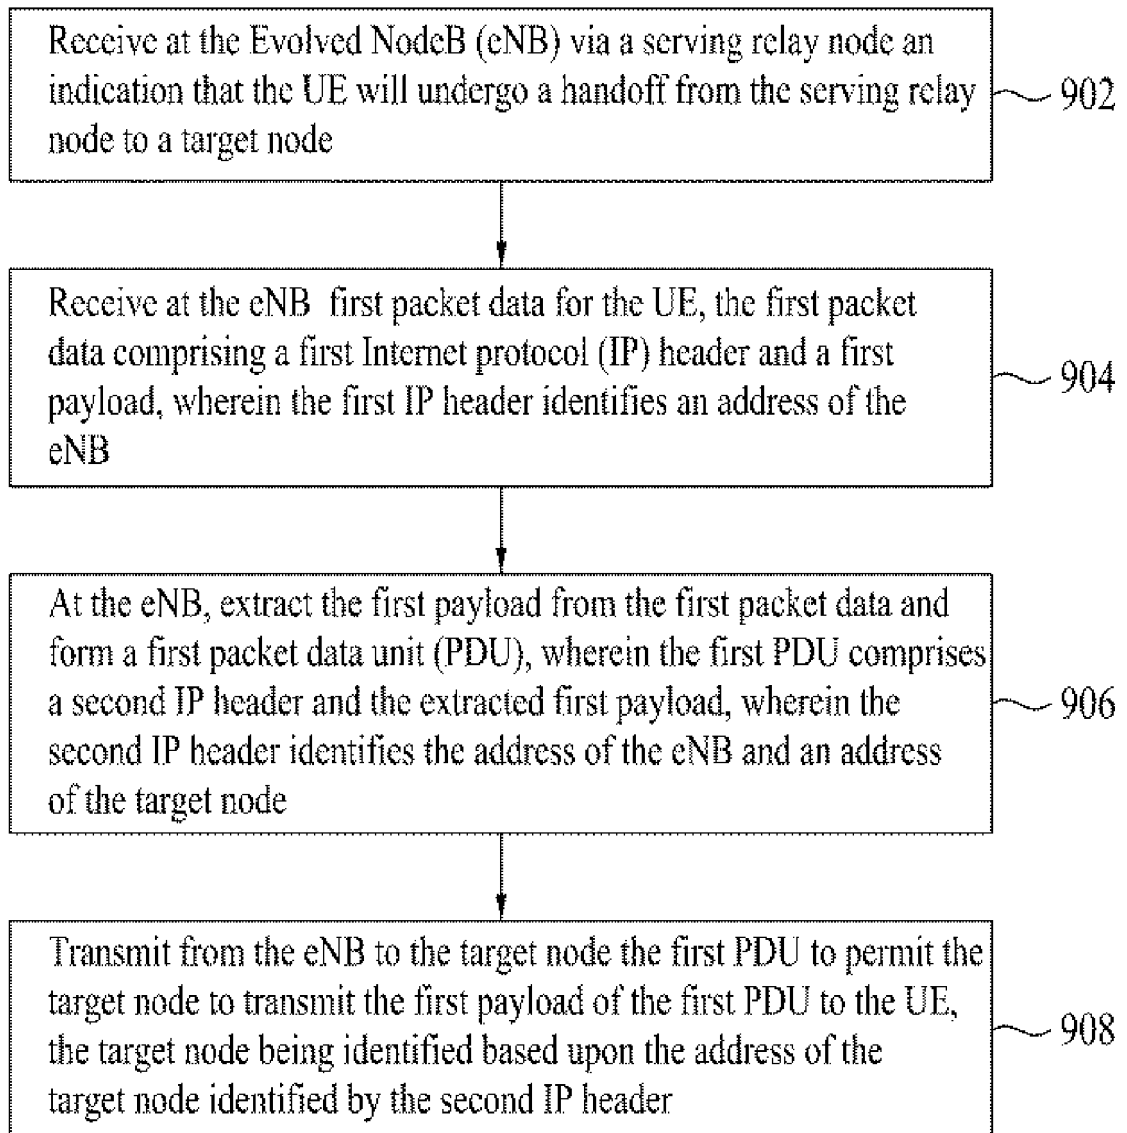 Receive at the Evolved NodeB (eNB) via a serving relay node an
indication that the UE will undergo a handoff from the serving relay
node to a target node
902
Receive at the eNB first packet data for the UE, the first packet
data comprising a first Internet protocol (IP) header and a first
payload, wherein the first IP header identifies an address of the
eNB
904
At the eNB, extract the first payload from the first packet data and
form a first packet data unit (PDU), wherein the first PDU comprises
a second IP header and the extracted first payload, wherein the
second IP header identifies the address of the eNB and an address
of the target node
906
Transmit from the eNB to the target node the first PDU to permit the
target node to transmit the first payload of the first PDU to the UE,
the target node being identified based upon the address of the
target node identified by the second IP header
908